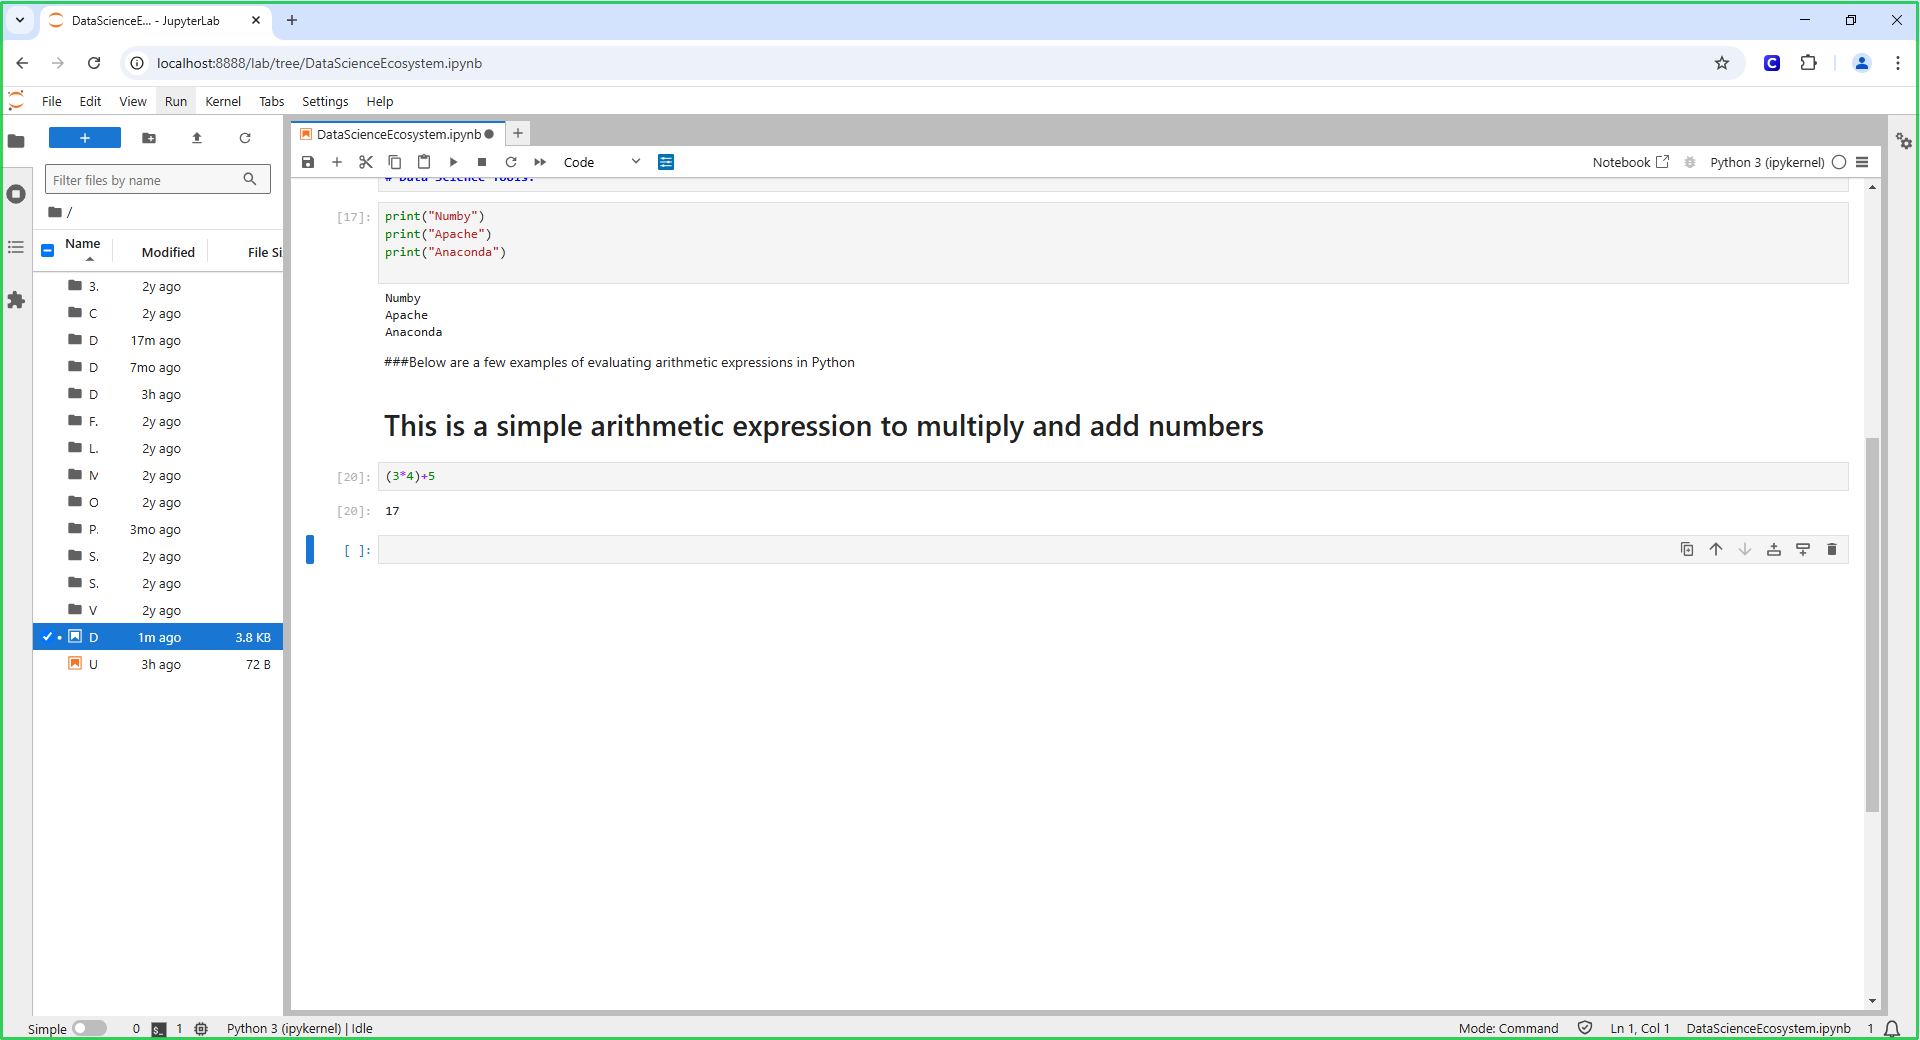 DataScienceE... - JupyterLab
localhost:8888/lab/tree/DataScienceEcosystem.ipynb
C
File Edit View Run Kernel Tabs Settings Help
DataScienceEcosystem.ipynb
Code
Notebook
Python 3 (ipykernel)
Filter files by name
/
Name Modified File Si
3. 2y ago
C 2y ago
D 17m ago
D 7mo ago
D 3h ago
F. 2y ago
L. 2y ago
M 2y ago
O 2y ago
P. 3mo ago
S. 2y ago
S. 2y ago
V 2y ago
D 1m ago 3.8 KB
U 3h ago 72 B
# Data Science Tools:
[17]: print("Numby")
print("Apache")
print("Anaconda")
Numby
Apache
Anaconda
###Below are a few examples of evaluating arithmetic expressions in Python
This is a simple arithmetic expression to multiply and add numbers
[20]: (3*4)+5
[20]: 17
[ ]:
Simple 0 $_ 1 Python 3 (ipykernel) | Idle
Mode: Command Ln 1, Col 1 DataScienceEcosystem.ipynb 1